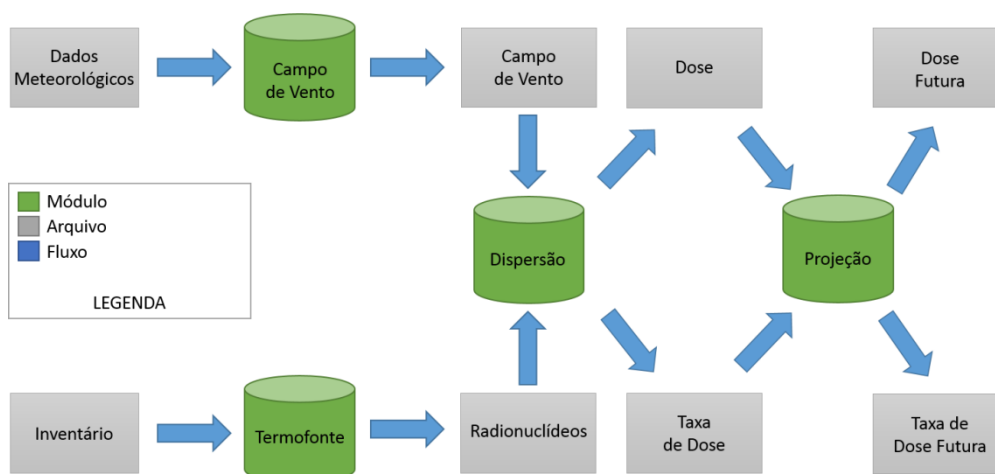 Dados
Meteorológicos
Campo
de Vento
Campo
de Vento
Dose
Dose
Futura
Módulo
Arquivo
Fluxo
LEGENDA
Dispersão
Projeção
Inventário
Termofonte
Radionuclídeos
Taxa
de Dose
Taxa de
Dose Futura